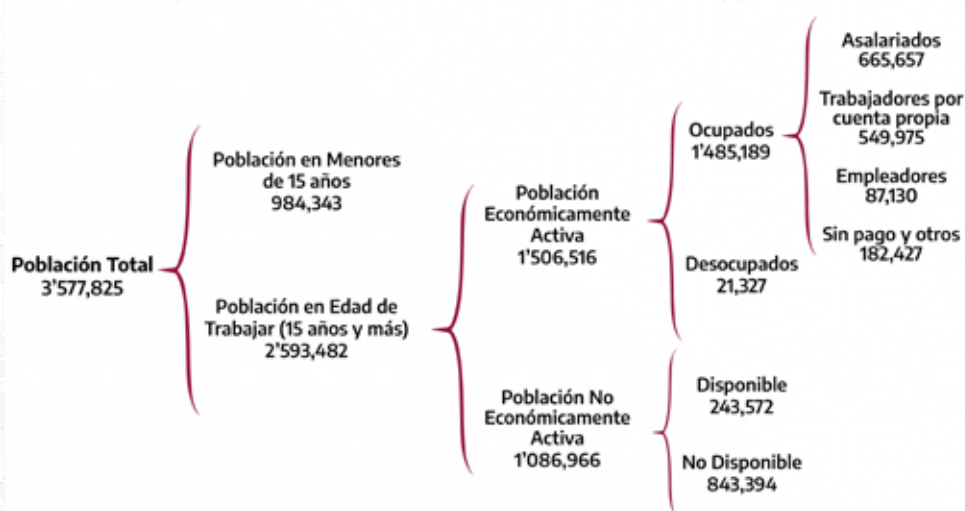 Población Total
3'577,825
Población en Menores
de 15 años
984,343
Población en Edad de
Trabajar (15 años y más)
2'593,482
Población
Económicamente
Activa
1'506,516
Población No
Económicamente
Activa
1'086,966
Ocupados
1'485,189
Desocupados
21,327
Disponible
243,572
No Disponible
843,394
Asalariados
665,657
Trabajadores por
cuenta propia
549,975
Empleadores
87,130
Sin pago y otros
182,427